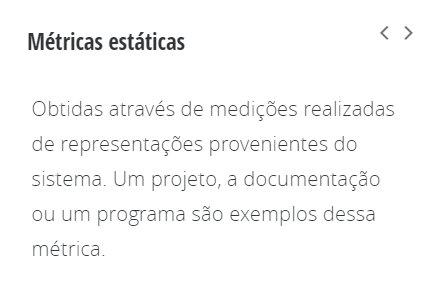 Métricas estáticas
Obtidas através de medições realizadas
de representações provenientes do
sistema. Um projeto, a documentação
ou um programa são exemplos dessa
métrica.